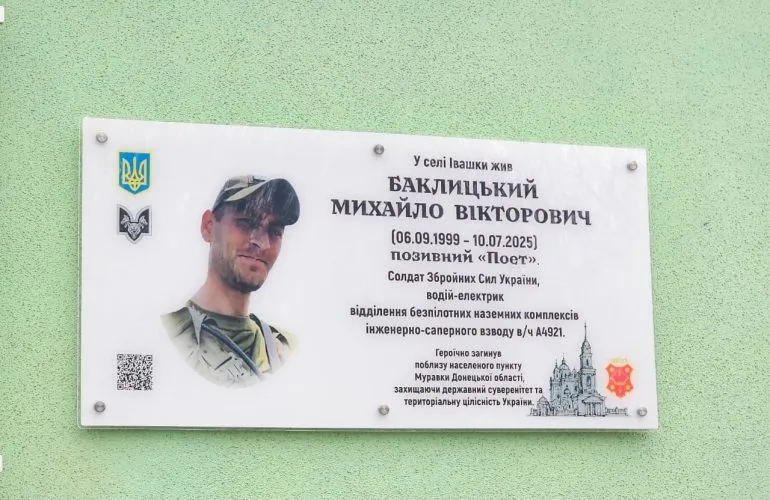 У селі Івашки жив
БАКЛИЦЬКИЙ
МИХАЙЛО ВІКТОРОВИЧ
(06.09.1999 – 10.07.2025)
позивний «Поет».
Солдат Збройних Сил України,
водій-електрик
відділення безпілотних наземних комплексів
інженерно-саперного взводу в/ч А4921.
Героїчно загинув
поблизу населеного пункту
Муравки Донецької області,
захищаючи державний суверенітет та
територіальну цілісність України.